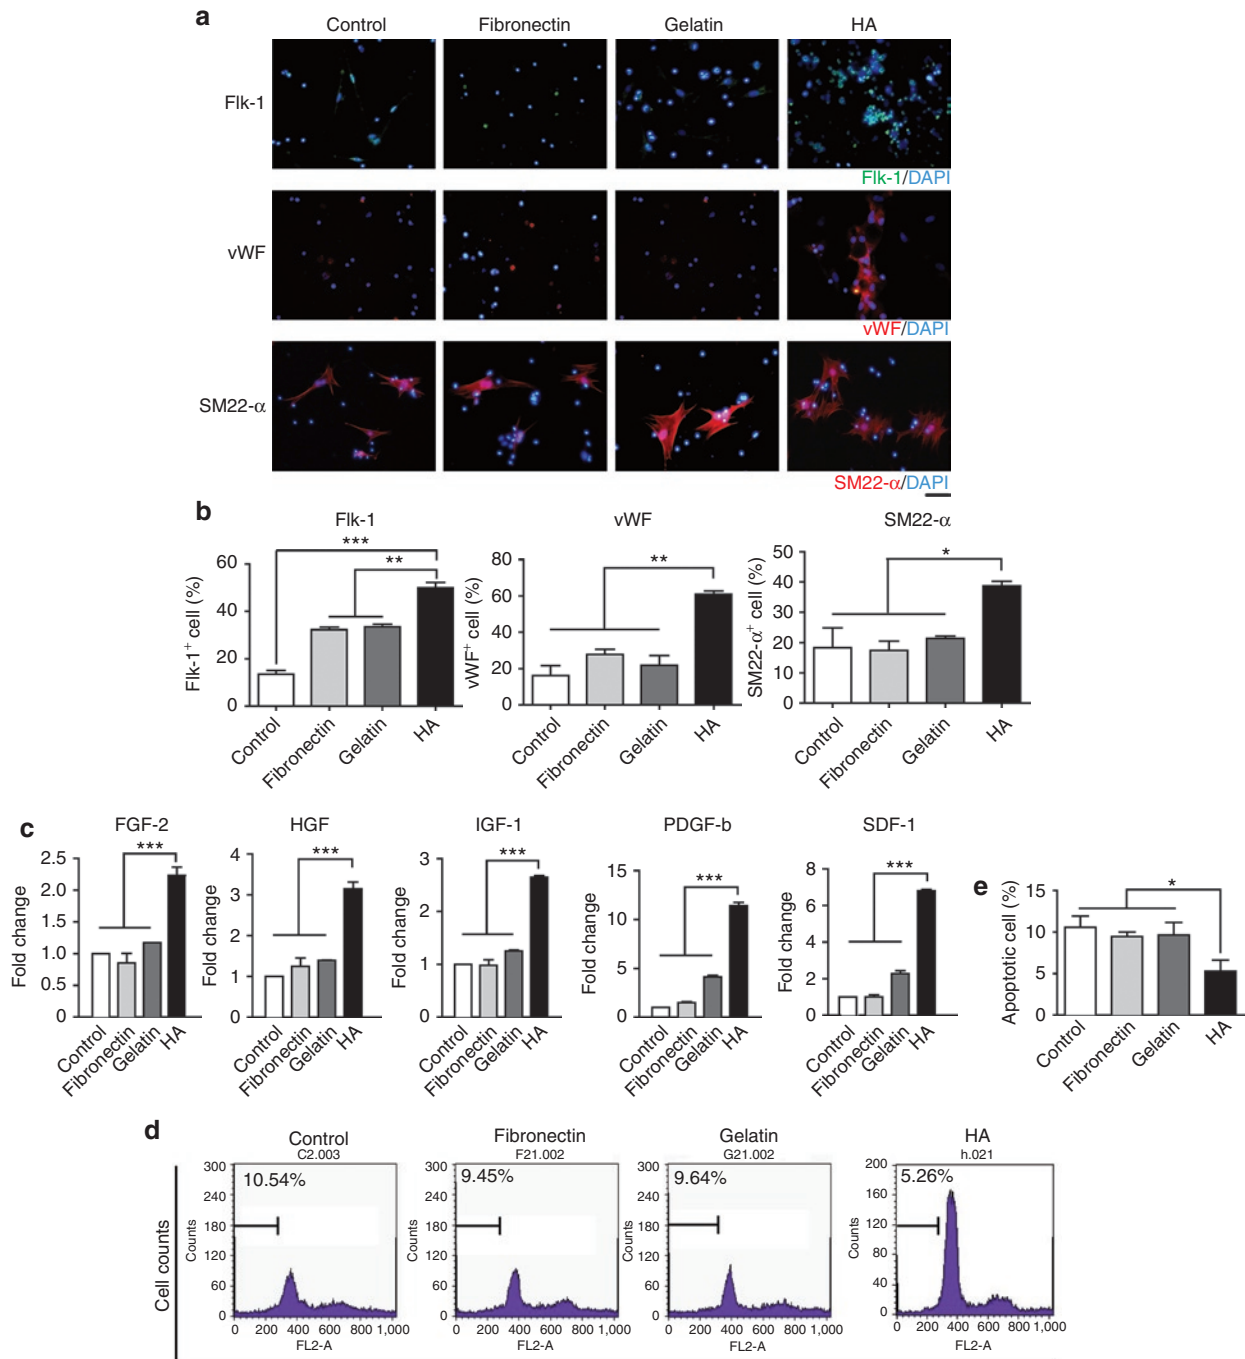 a
Control Fibronectin Gelatin HA
Flk-1
Flk-1/DAPI
vWF
vWF/DAPI
SM22-α
SM22-α/DAPI
b
Flk-1
Flk-1+ cell (%)
60
40
20
0
***
**
Control Fibronectin Gelatin HA
vWF
vWF+ cell (%)
80
60
40
20
0
**
Control Fibronectin Gelatin HA
SM22-α
SM22-α+ cell (%)
50
40
30
20
10
0
*
Control Fibronectin Gelatin HA
c
FGF-2
Fold change
2.5
2.0
1.5
1.0
0.5
0
***
Control Fibronectin Gelatin HA
HGF
Fold change
4
3
2
1
0
***
Control Fibronectin Gelatin HA
IGF-1
Fold change
3
2
1
0
***
Control Fibronectin Gelatin HA
PDGF-b
Fold change
15
10
5
0
***
Control Fibronectin Gelatin HA
SDF-1
Fold change
8
6
4
2
0
***
Control Fibronectin Gelatin HA
e
Apoptotic cell (%)
15
10
5
0
*
Control Fibronectin Gelatin HA
d
Cell counts
Control
C2.003
10.54%
Counts
300
240
180
120
60
0
0 200 400 600 800 1,000
FL2-A
Fibronectin
F21.002
9.45%
Counts
300
240
180
120
60
0
0 200 400 600 800 1,000
FL2-A
Gelatin
G21.002
9.64%
Counts
300
240
180
120
60
0
0 200 400 600 800 1,000
FL2-A
HA
h.021
5.26%
Counts
200
160
120
80
40
0
0 200 400 600 800 1,000
FL2-A